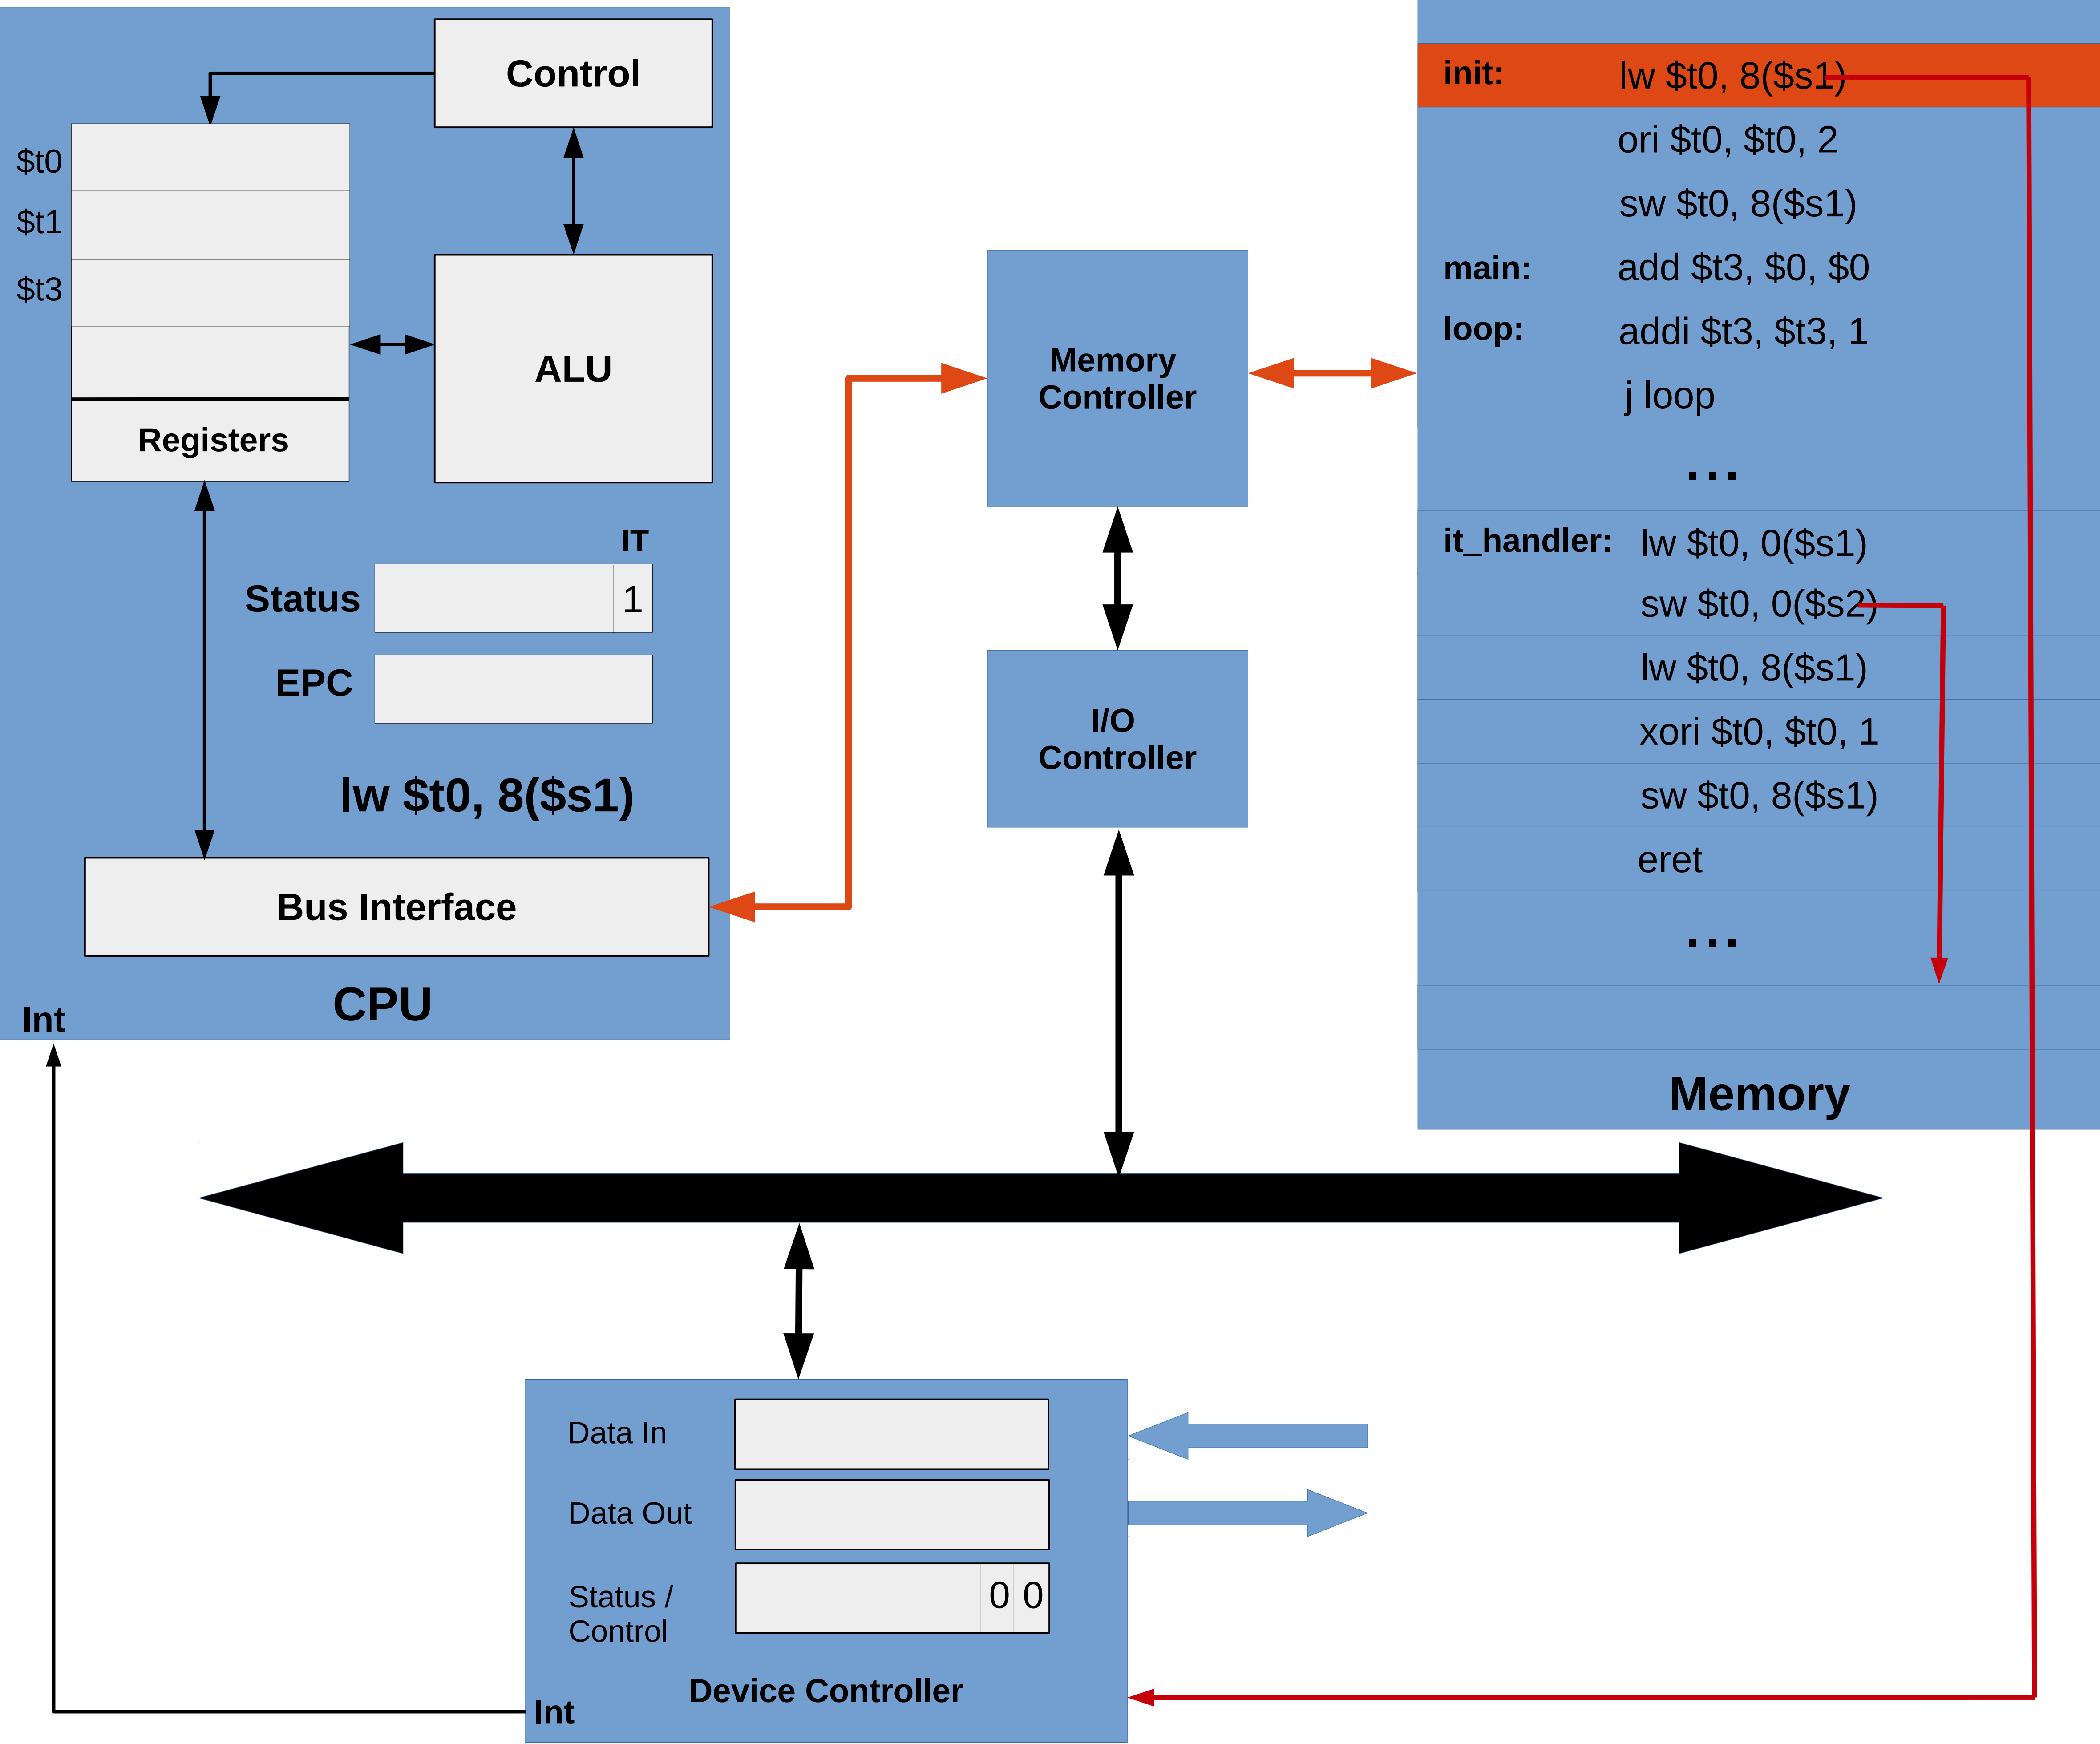 Control
$t0
$t1
$t3
ALU
Registers
IT
Status
1
EPC
lw $t0, 8($s1)
Bus Interface
CPU
Int
Memory
Controller
I/O
Controller
init: lw $t0, 8($s1)
ori $t0, $t0, 2
sw $t0, 8($s1)
main: add $t3, $0, $0
loop: addi $t3, $t3, 1
j loop
...
it_handler: lw $t0, 0($s1)
sw $t0, 0($s2)
lw $t0, 8($s1)
xori $t0, $t0, 1
sw $t0, 8($s1)
eret
...
Memory
Data In
Data Out
Status /
Control
0 0
Device Controller
Int